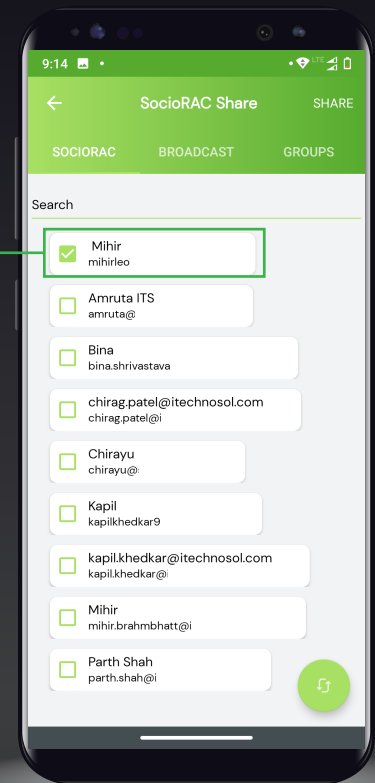 9:14
LTE
SocioRAC Share
SHARE
SOCIORAC
BROADCAST
GROUPS
Search
Mihir
mihirleo
Amruta ITS
amruta@
Bina
bina.shrivastava
chirag.patel@itechnosol.com
chirag.patel@i
Chirayu
chirayu@
Kapil
kapilkhedkar9
kapil.khedkar@itechnosol.com
kapil.khedkar@i
Mihir
mihir.brahmbhatt@i
Parth Shah
parth.shah@i